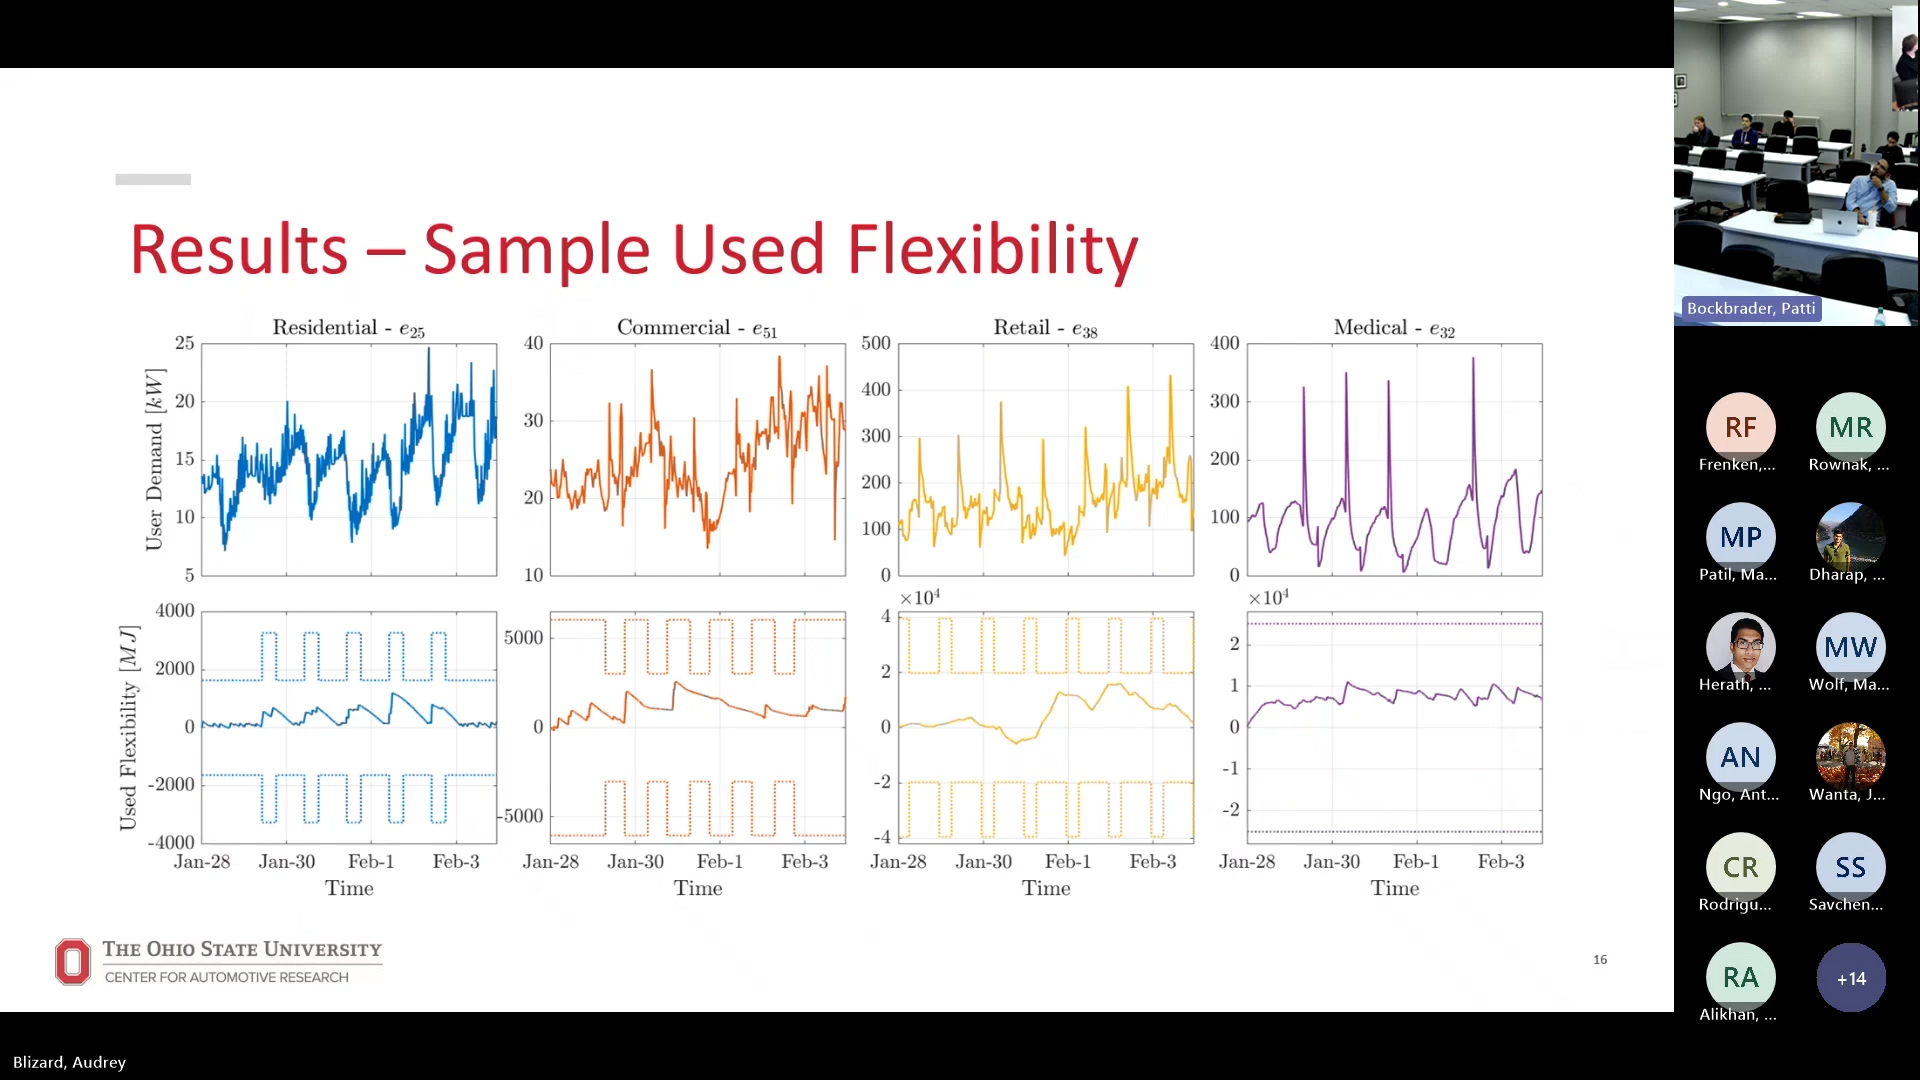 Results – Sample Used Flexibility
Residential - e25
Commercial - e51
Retail - e38
Medical - e32
User Demand [kW]
25
20
15
10
5
40
30
20
10
500
400
300
200
100
0
400
300
200
100
0
Used Flexibility [MJ]
4000
2000
0
-2000
-4000
5000
0
-5000
×10⁴
4
2
0
-2
-4
×10⁴
2
1
0
-1
-2
Jan-28 Jan-30 Feb-1 Feb-3
Jan-28 Jan-30 Feb-1 Feb-3
Jan-28 Jan-30 Feb-1 Feb-3
Jan-28 Jan-30 Feb-1 Feb-3
Time
Time
Time
Time
THE OHIO STATE UNIVERSITY
CENTER FOR AUTOMOTIVE RESEARCH
16
Blizard, Audrey
Bockbrader, Patti
RF
MR
Frenken,...
Rownak, ...
MP
Patil, Ma...
Dharap, ...
MW
Herath, ...
Wolf, Ma...
AN
Ngo, Ant...
Wanta, J...
CR
SS
Rodrigu...
Savchen...
RA
+14
Alikhan, ...